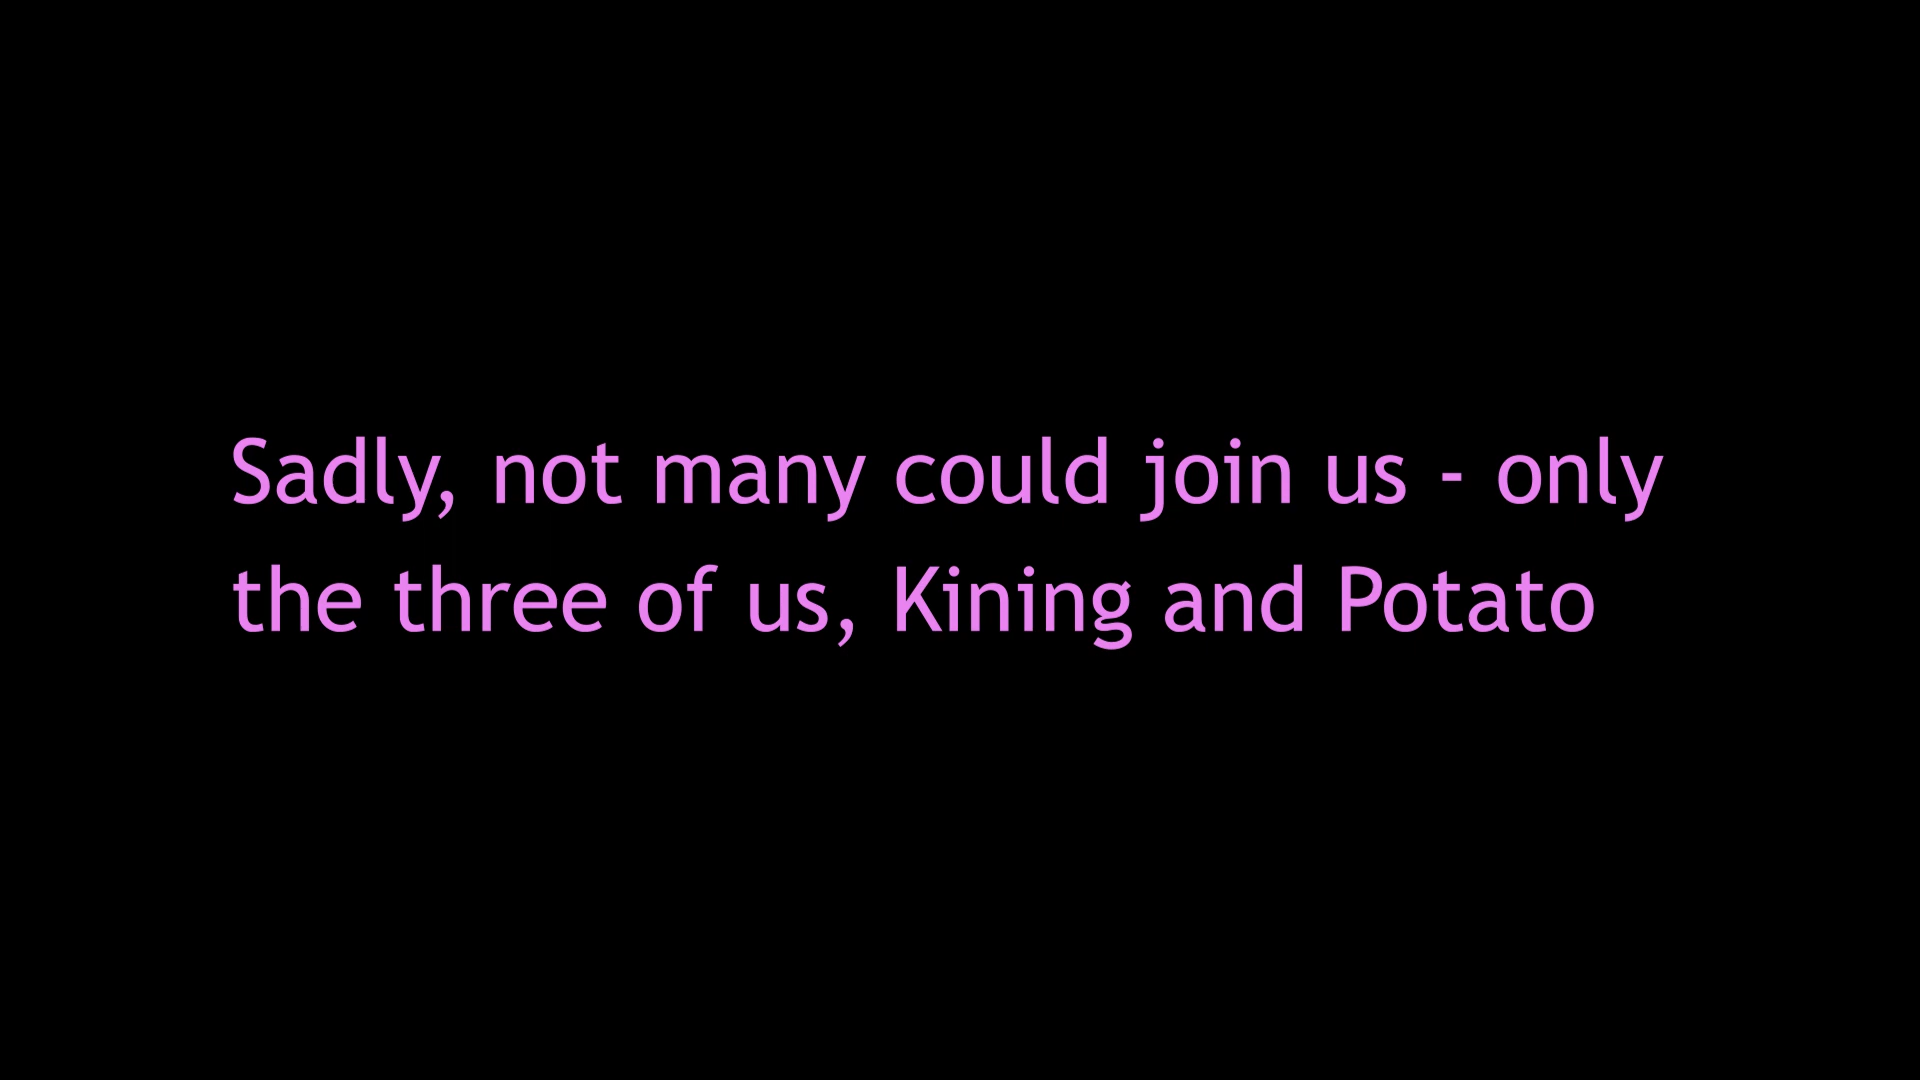 Sadly, not many could join us - only
the three of us, Kining and Potato